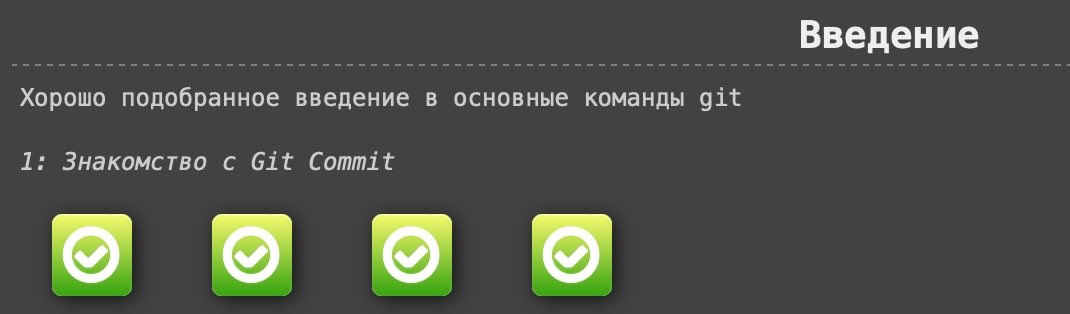 Введение
Хорошо подобранное введение в основные команды git
1: Знакомство с Git Commit